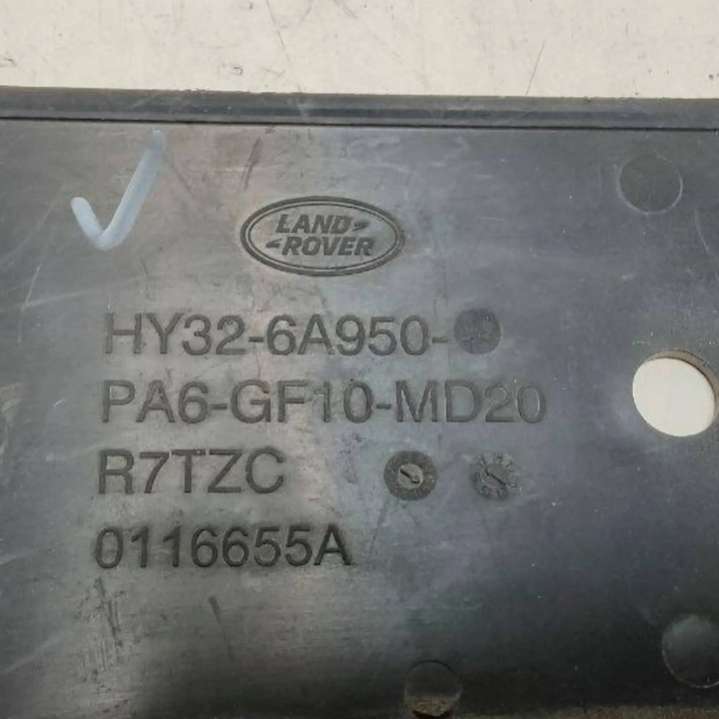 LAND
ROVER
HY32-6A950-
PA6-GF10-MD20
R7TZC
0116655A